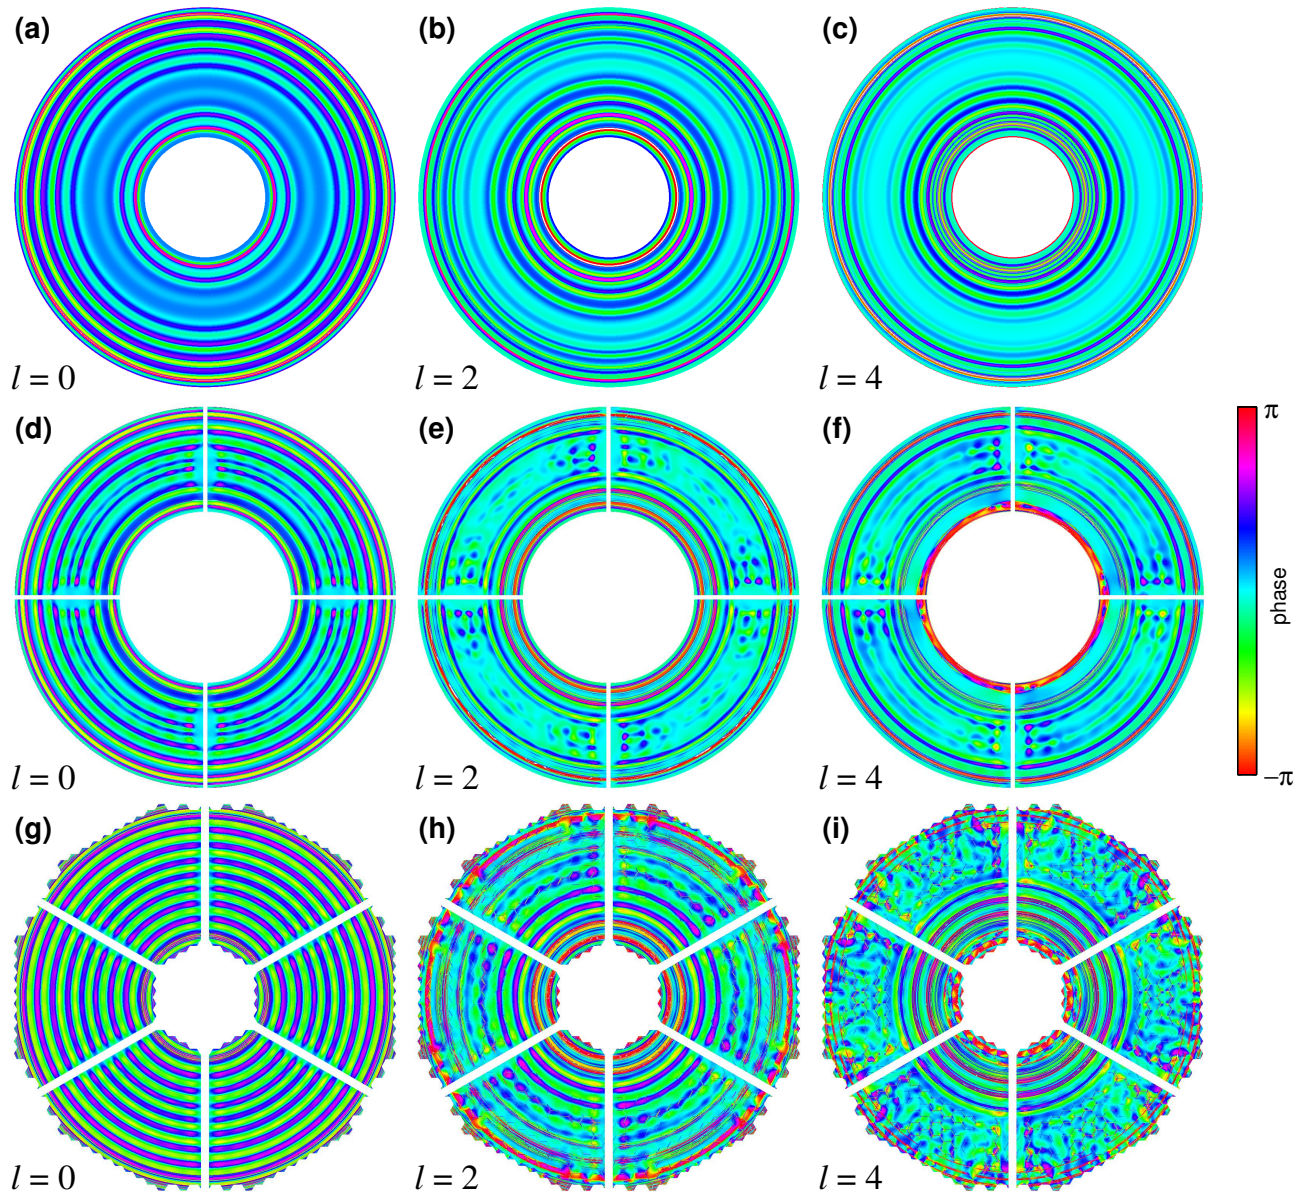 (a) (b) (c)
l = 0 l = 2 l = 4
(d) (e) (f)
π
phase
−π
l = 0 l = 2 l = 4
(g) (h) (i)
l = 0 l = 2 l = 4